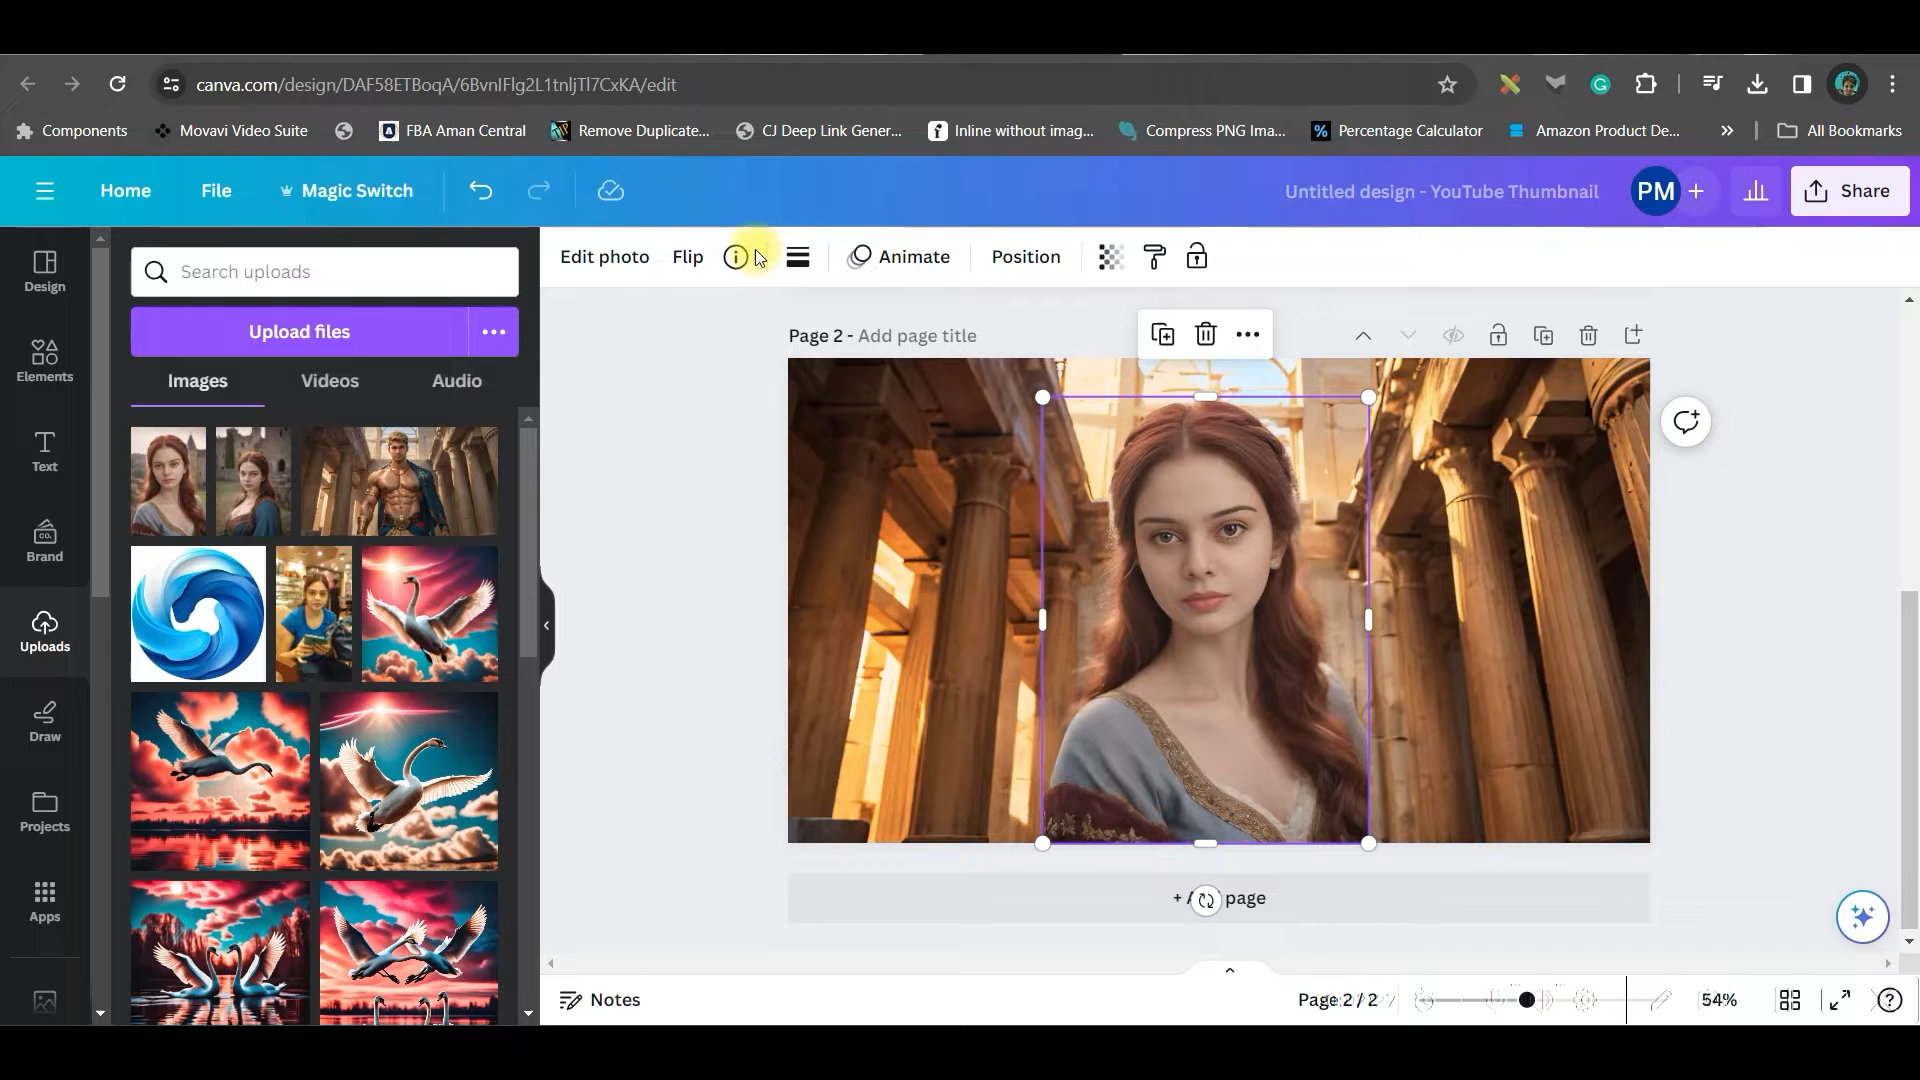 canva.com/design/DAF58ETBoqA/6BvnIFlg2L1tnljTl7CxKA/edit
Components
Movavi Video Suite
FBA Aman Central
Remove Duplicate...
CJ Deep Link Gener...
Inline without imag...
Compress PNG Ima...
Percentage Calculator
Amazon Product De...
All Bookmarks
Home
File
Magic Switch
Untitled design - YouTube Thumbnail
PM
Share
Design
Elements
Text
Brand
Uploads
Draw
Projects
Apps
Search uploads
Upload files
Images
Videos
Audio
Edit photo
Flip
Animate
Position
Page 2 - Add page title
page
Notes
Page 2 / 2
54%